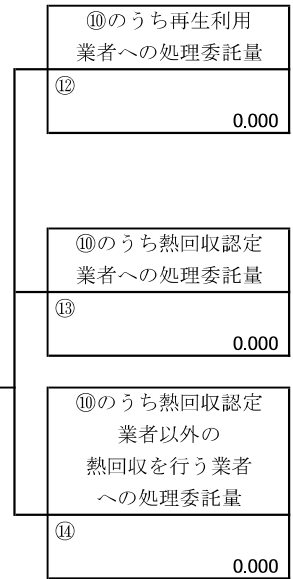 ⑩のうち再生利用
業者への処理委託量
⑫
0.000
⑩のうち熱回収認定
業者への処理委託量
⑬
0.000
⑩のうち熱回収認定
業者以外の
熱回収を行う業者
への処理委託量
⑭
0.000